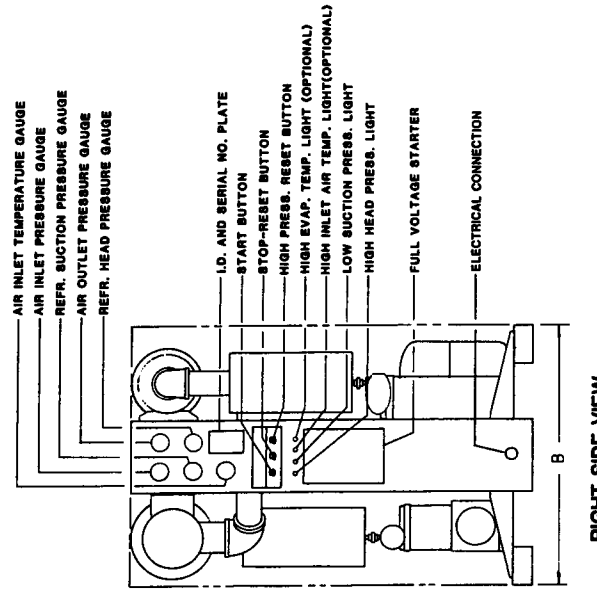 AIR INLET TEMPERATURE GAUGE
AIR INLET PRESSURE GAUGE
REFR. SUCTION PRESSURE GAUGE
AIR OUTLET PRESSURE GAUGE
REFR. HEAD PRESSURE GAUGE
I.D. AND SERIAL NO. PLATE
START BUTTON
STOP-RESET BUTTON
HIGH PRESS. RESET BUTTON
HIGH EVAP. TEMP. LIGHT (OPTIONAL)
HIGH INLET AIR TEMP. LIGHT(OPTIONAL)
LOW SUCTION PRESS. LIGHT
HIGH HEAD PRESS. LIGHT
FULL VOLTAGE STARTER
ELECTRICAL CONNECTION
B
RIGHT SIDE VIEW